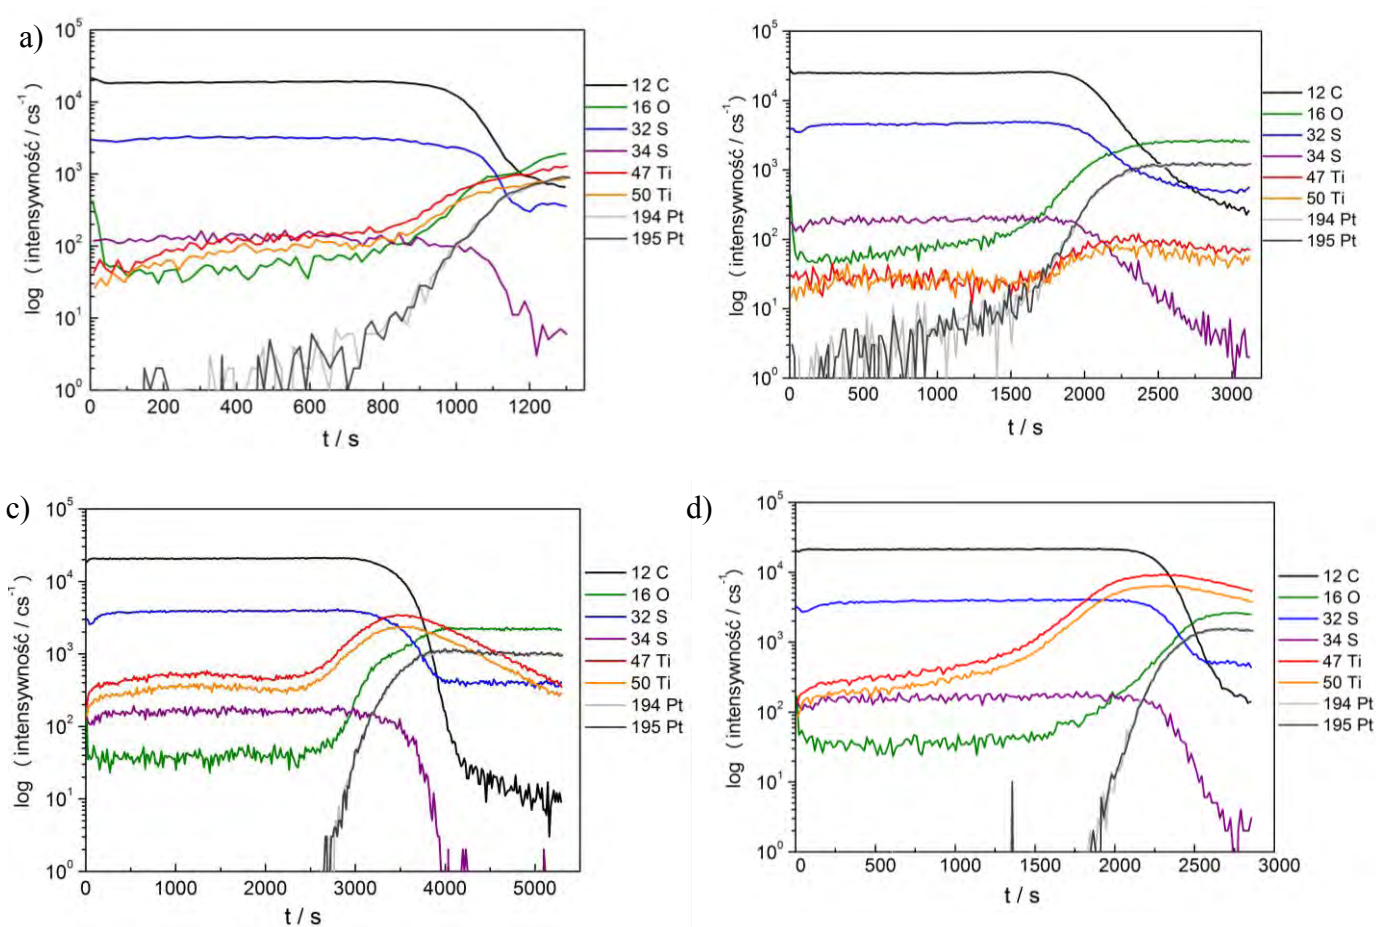 a)
log ( intensywność / cs⁻¹ )
10⁵
10⁴
10³
10²
10¹
10⁰
0 200 400 600 800 1000 1200
t / s
12 C
16 O
32 S
34 S
47 Ti
50 Ti
194 Pt
195 Pt
log ( intensywność / cs⁻¹ )
10⁵
10⁴
10³
10²
10¹
10⁰
0 500 1000 1500 2000 2500 3000
t / s
12 C
16 O
32 S
34 S
47 Ti
50 Ti
194 Pt
195 Pt
c)
log ( intensywność / cs⁻¹ )
10⁵
10⁴
10³
10²
10¹
10⁰
0 1000 2000 3000 4000 5000
t / s
12 C
16 O
32 S
34 S
47 Ti
50 Ti
194 Pt
195 Pt
d)
log ( intensywność / cs⁻¹ )
10⁵
10⁴
10³
10²
10¹
10⁰
0 500 1000 1500 2000 2500 3000
t / s
12 C
16 O
32 S
34 S
47 Ti
50 Ti
194 Pt
195 Pt